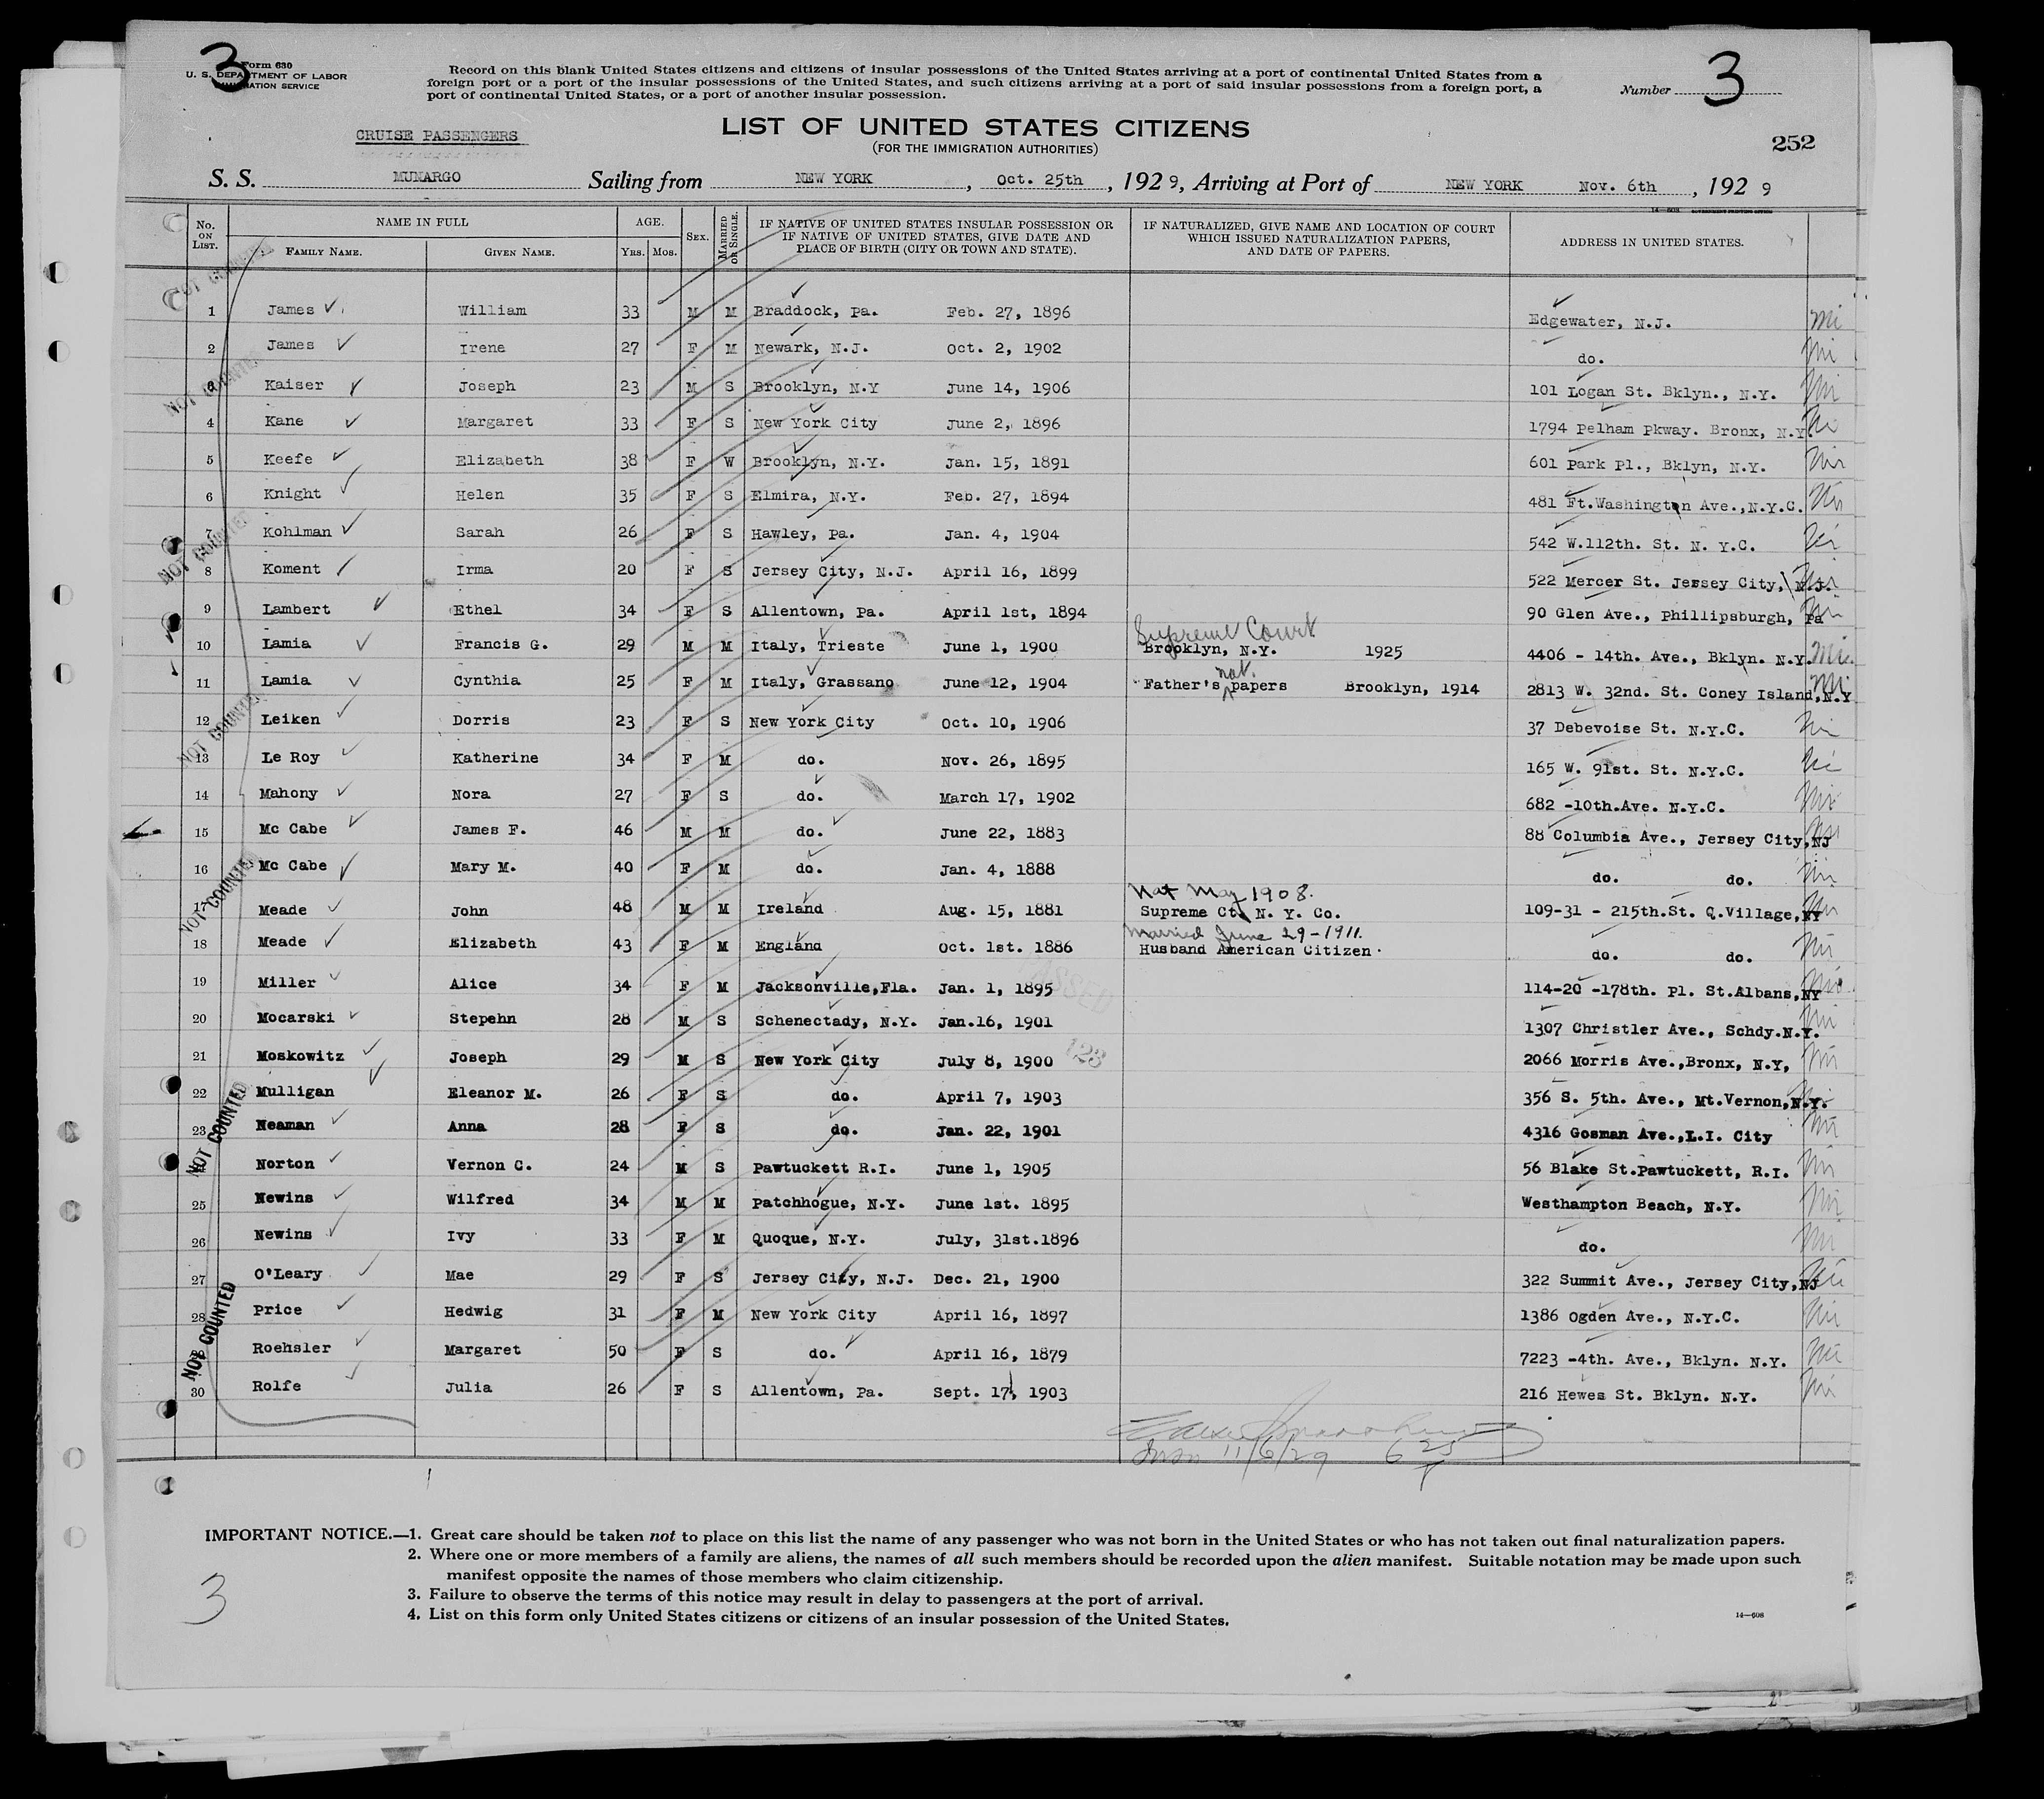 3
Form 630
U. S. DEPARTMENT OF LABOR
IMMIGRATION SERVICE
Record on this blank United States citizens and citizens of insular possessions of the United States arriving at a port of continental United States from a
foreign port or a port of the insular possessions of the United States, and such citizens arriving at a port of said insular possessions from a foreign port, a
port of continental United States, or a port of another insular possession.
Number 3
CRUISE PASSENGERS
LIST OF UNITED STATES CITIZENS
(FOR THE IMMIGRATION AUTHORITIES)
252
S. S. MUNARGO Sailing from NEW YORK, Oct. 25th, 1929, Arriving at Port of NEW YORK Nov. 6th, 1929
No. ON LIST. NAME IN FULL FAMILY NAME. GIVEN NAME. AGE. YRS. MOS. SEX. MARRIED OR SINGLE. IF NATIVE OF UNITED STATES INSULAR POSSESSION OR IF NATIVE OF UNITED STATES, GIVE DATE AND PLACE OF BIRTH (CITY OR TOWN AND STATE). IF NATURALIZED, GIVE NAME AND LOCATION OF COURT WHICH ISSUED NATURALIZATION PAPERS, AND DATE OF PAPERS. ADDRESS IN UNITED STATES.
1 James William 33 M M Braddock, Pa. Feb. 27, 1896 Edgewater, N.J.
2 James Irene 27 F M Newark, N.J. Oct. 2, 1902 do.
3 Kaiser Joseph 23 M S Brooklyn, N.Y June 14, 1906 101 Logan St. Bklyn., N.Y.
4 Kane Margaret 33 F S New York City June 2, 1896 1794 Pelham Pkway. Bronx, N.Y.
5 Keefe Elizabeth 38 F W Brooklyn, N.Y. Jan. 15, 1891 601 Park Pl., Bklyn, N.Y.
6 Knight Helen 35 F S Elmira, N.Y. Feb. 27, 1894 481 Ft.Washington Ave.,N.Y.C.
7 Kohlman Sarah 26 F S Hawley, Pa. Jan. 4, 1904 542 W.112th. St. N. Y.C.
8 Koment Irma 20 F S Jersey City, N.J. April 16, 1899 522 Mercer St. Jersey City, N.J.
9 Lambert Ethel 34 F S Allentown, Pa. April 1st, 1894 90 Glen Ave., Phillipsburgh, Pa
Supreme Court
10 Lamia Francis G. 29 M M Italy, Trieste June 1, 1900 Brooklyn, N.Y. 1925 4406 - 14th. Ave., Bklyn. N.Y.
nat.
11 Lamia Cynthia 25 F M Italy, Grassano June 12, 1904 Father's papers Brooklyn, 1914 2813 W. 32nd. St. Coney Island,N.Y
12 Leiken Dorris 23 F S New York City Oct. 10, 1906 37 Debevoise St. N.Y.C.
13 Le Roy Katherine 34 F M do. Nov. 26, 1895 165 W. 91st. St. N.Y.C.
14 Mahony Nora 27 F S do. March 17, 1902 682 -10th.Ave. N.Y.C.
15 Mc Cabe James F. 46 M M do. June 22, 1883 88 Columbia Ave., Jersey City,NJ
16 Mc Cabe Mary M. 40 F M do. Jan. 4, 1888 do. do.
Nat May 1908.
17 Meade John 48 M M Ireland Aug. 15, 1881 Supreme Ct. N. Y. Co. 109-31 - 215th.St. Q.Village,NY
Married June 29-1911.
18 Meade Elizabeth 43 F M England Oct. 1st. 1886 Husband American Citizen. do. do.
19 Miller Alice 34 F M Jacksonville,Fla. Jan. 1, 1895 114-20 -178th. Pl. St.Albans,NY
20 Mocarski Stepehn 28 M S Schenectady, N.Y. Jan.16, 1901 1307 Christler Ave., Schdy.N.Y.
21 Moskowitz Joseph 29 M S New York City July 8, 1900 2066 Morris Ave.,Bronx, N.Y,
22 Mulligan Eleanor M. 26 F S do. April 7, 1903 356 S. 5th. Ave., Mt.Vernon,N.Y.
23 Neaman Anna 28 F S do. Jan. 22, 1901 4316 Gosman Ave.,L.I. City
Norton Vernon C. 24 M S Pawtuckett R.I. June 1, 1905 56 Blake St.Pawtuckett, R.I.
25 Newins Wilfred 34 M M Patchhogue, N.Y. June 1st. 1895 Westhampton Beach, N.Y.
26 Newins Ivy 33 F M Quoque, N.Y. July, 31st.1896 do.
27 O'Leary Mae 29 F S Jersey City, N.J. Dec. 21, 1900 322 Summit Ave., Jersey City,NJ
28 Price Hedwig 31 F M New York City April 16, 1897 1386 Ogden Ave., N.Y.C.
29 Roehsler Margaret 50 F S do. April 16, 1879 7223 -4th. Ave., Bklyn. N.Y.
30 Rolfe Julia 26 F S Allentown, Pa. Sept. 17, 1903 216 Hewes St. Bklyn. N.Y.
NOT COUNTED
NOT COUNTED
NOT COUNTED
NOT COUNTED
NOT COUNTED
NOT COUNTED
NOT COUNTED
PASSED
123
11/6/29
IMPORTANT NOTICE.—1. Great care should be taken not to place on this list the name of any passenger who was not born in the United States or who has not taken out final naturalization papers.
2. Where one or more members of a family are aliens, the names of all such members should be recorded upon the alien manifest. Suitable notation may be made upon such
manifest opposite the names of those members who claim citizenship.
3. Failure to observe the terms of this notice may result in delay to passengers at the port of arrival.
4. List on this form only United States citizens or citizens of an insular possession of the United States.
14—608
3